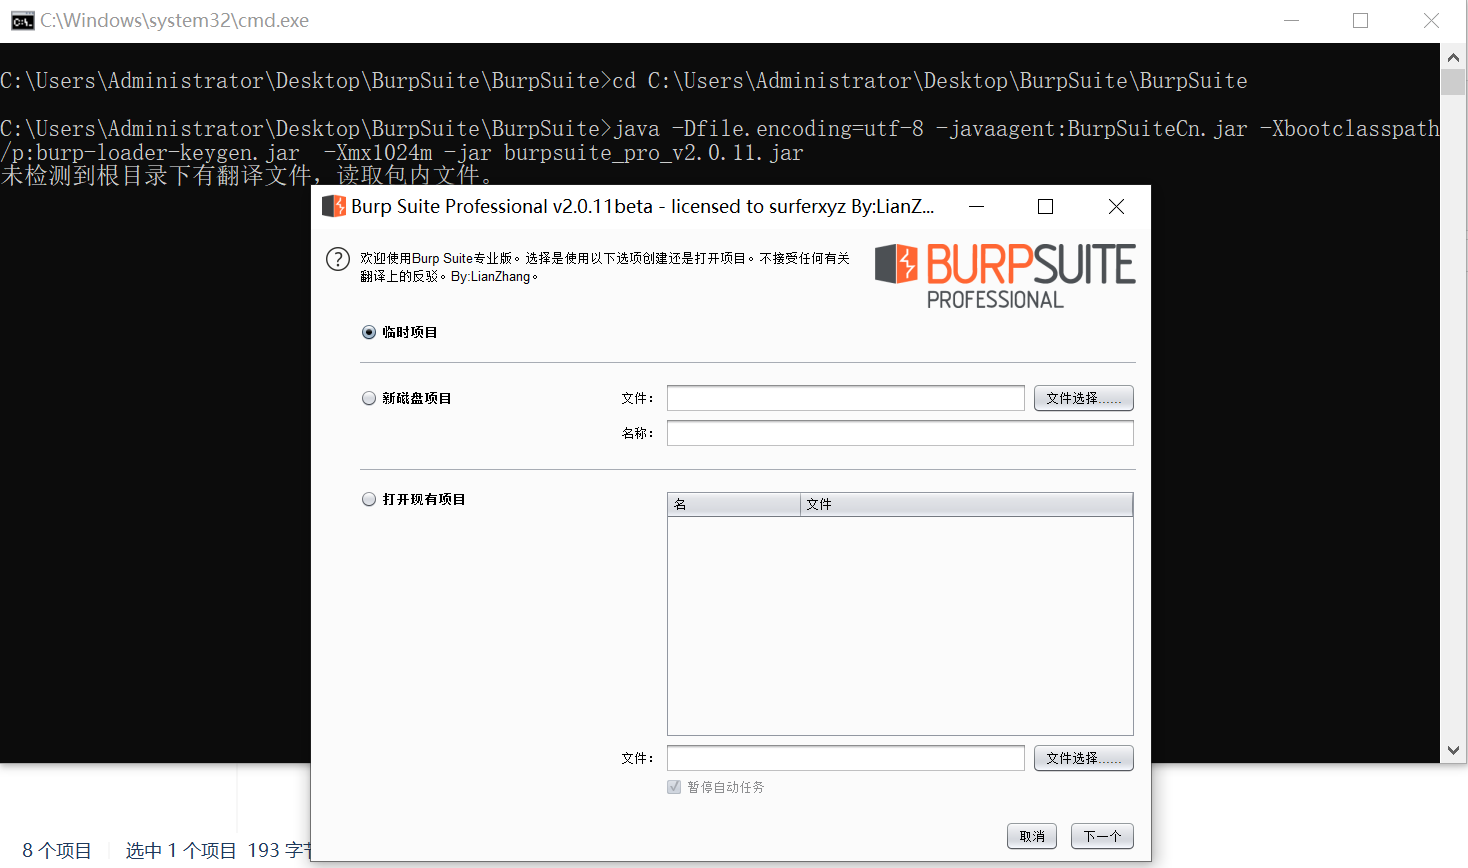 C:\Windows\system32\cmd.exe
C:\Users\Administrator\Desktop\BurpSuite\BurpSuite>cd C:\Users\Administrator\Desktop\BurpSuite\BurpSuite
C:\Users\Administrator\Desktop\BurpSuite\BurpSuite>java -Dfile.encoding=utf-8 -javaagent:BurpSuiteCn.jar -Xbootclasspath
/p:burp-loader-keygen.jar  -Xmx1024m -jar burpsuite_pro_v2.0.11.jar
未检测到根目录下有翻译文件，读取包内文件。
Burp Suite Professional v2.0.11beta - licensed to surferxyz By:LianZ...
欢迎使用Burp Suite专业版。选择是使用以下选项创建还是打开项目。不接受任何有关
翻译上的反驳。By:LianZhang。
BURPSUITE
PROFESSIONAL
临时项目
新磁盘项目 文件： 文件选择......
名称：
打开现有项目 名 文件
文件： 文件选择......
暂停自动任务
取消 下一个
8 个项目 选中 1 个项目 193 字节